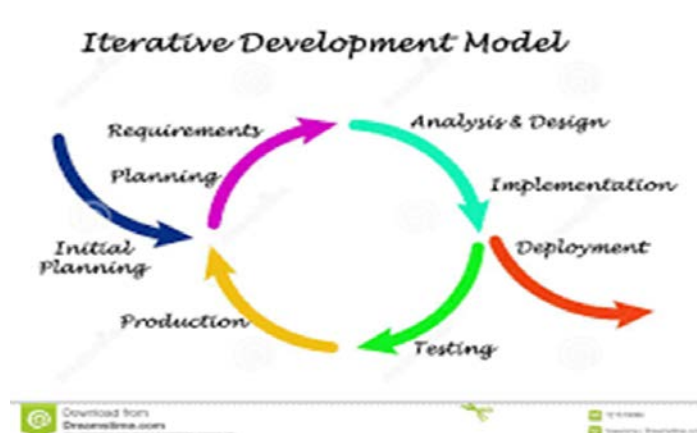 Iterative Development Model
Requirements
Analysis & Design
Planning
Implementation
Initial
Planning
Deployment
Production
Testing
Download from
Dreamstime.com